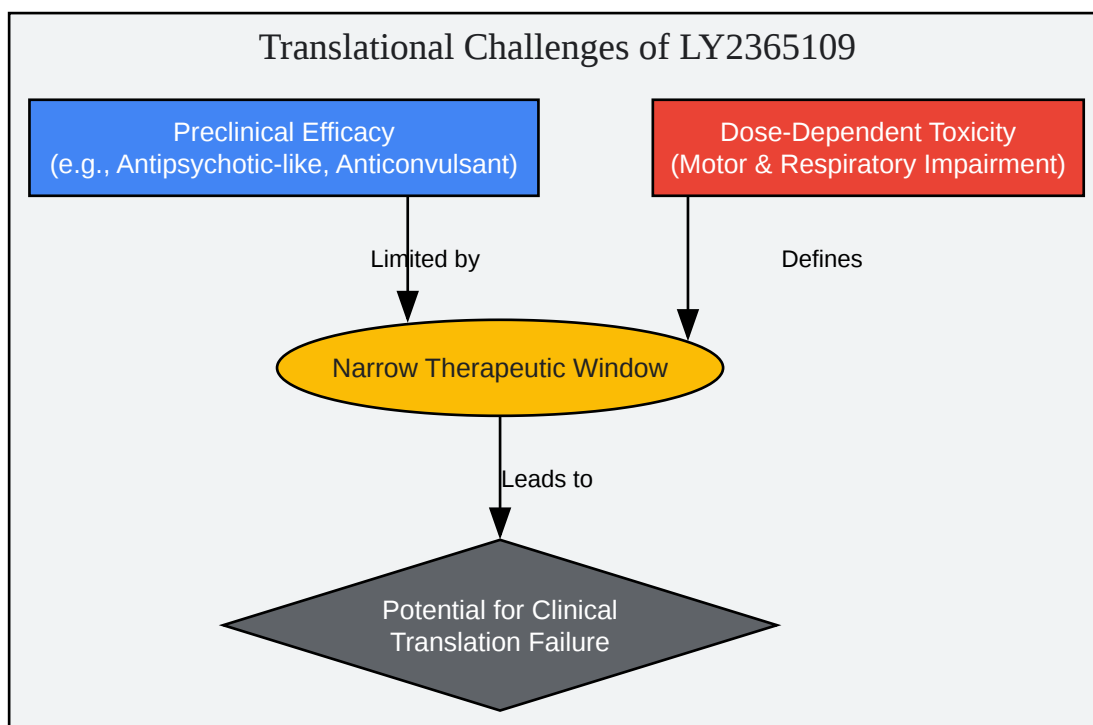 Translational Challenges of LY2365109
Preclinical Efficacy
(e.g., Antipsychotic-like, Anticonvulsant)
Dose-Dependent Toxicity
(Motor & Respiratory Impairment)
Limited by
Defines
Narrow Therapeutic Window
Leads to
Potential for Clinical
Translation Failure